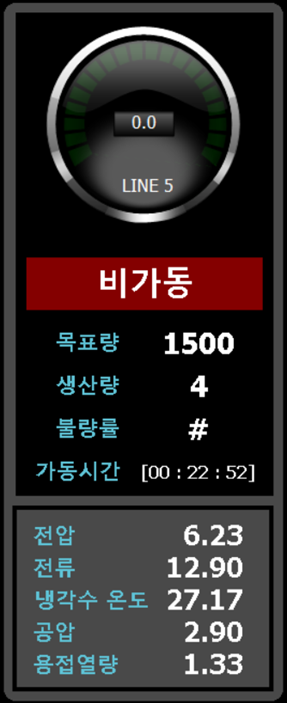 0.0
LINE 5
비가동
목표량 1500
생산량 4
불량률 #
가동시간 [00 : 22 : 52]
전압 6.23
전류 12.90
냉각수 온도 27.17
공압 2.90
용접열량 1.33